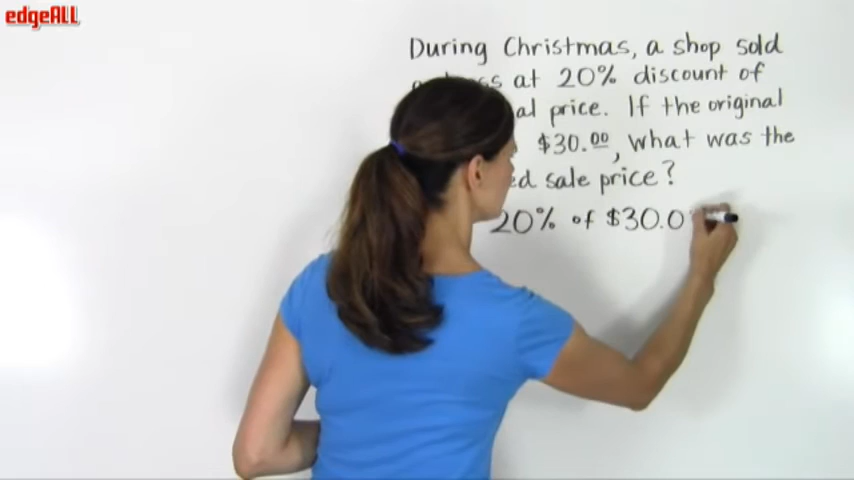 edgeALL
During Christmas, a shop sold
at 20% discount of
price. If the original
$30.00, what was the
sale price?
20% of $30.0